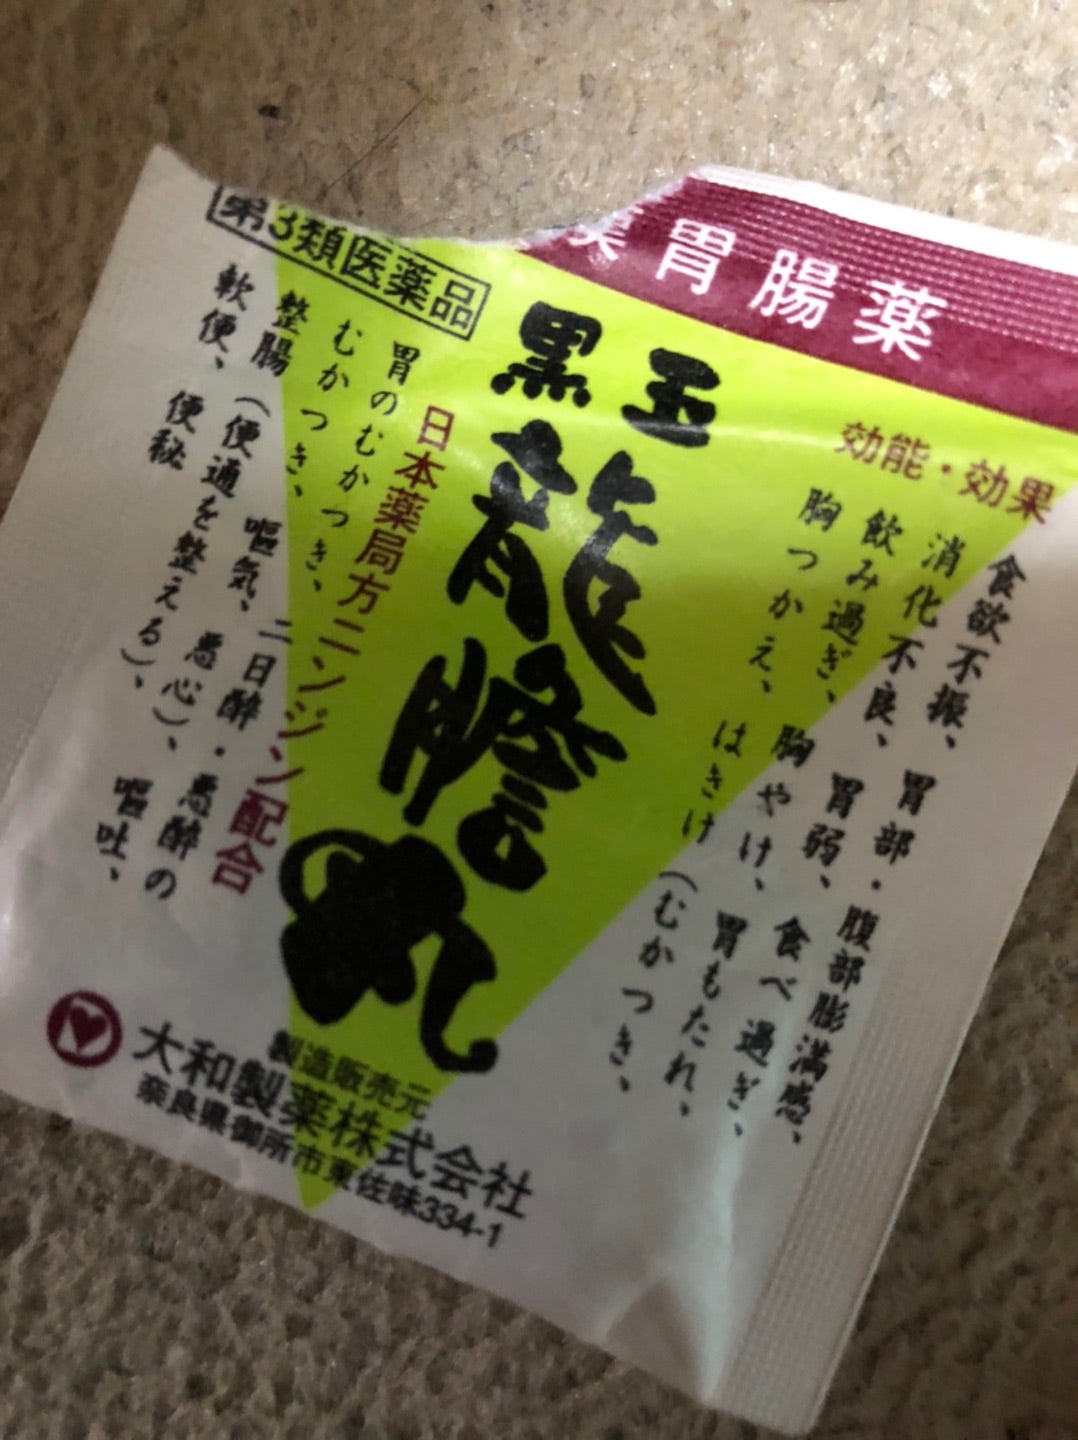 漢胃腸薬
第3類医薬品
黒玉
龍膽丸
日本薬局方ニンジン配合
効能・効果
食欲不振、胃部・腹部膨満感、
消化不良、胃弱、食べ過ぎ、
飲み過ぎ、胸やけ、胃もたれ、
胸つかえ、はきけ(むかつき、
胃のむかつき、二日酔・悪酔の
むかつき、嘔気、悪心)、嘔吐、
整腸(便通を整える)、
軟便、便秘
製造販売元
大和製薬株式会社
奈良県御所市東佐味334-1